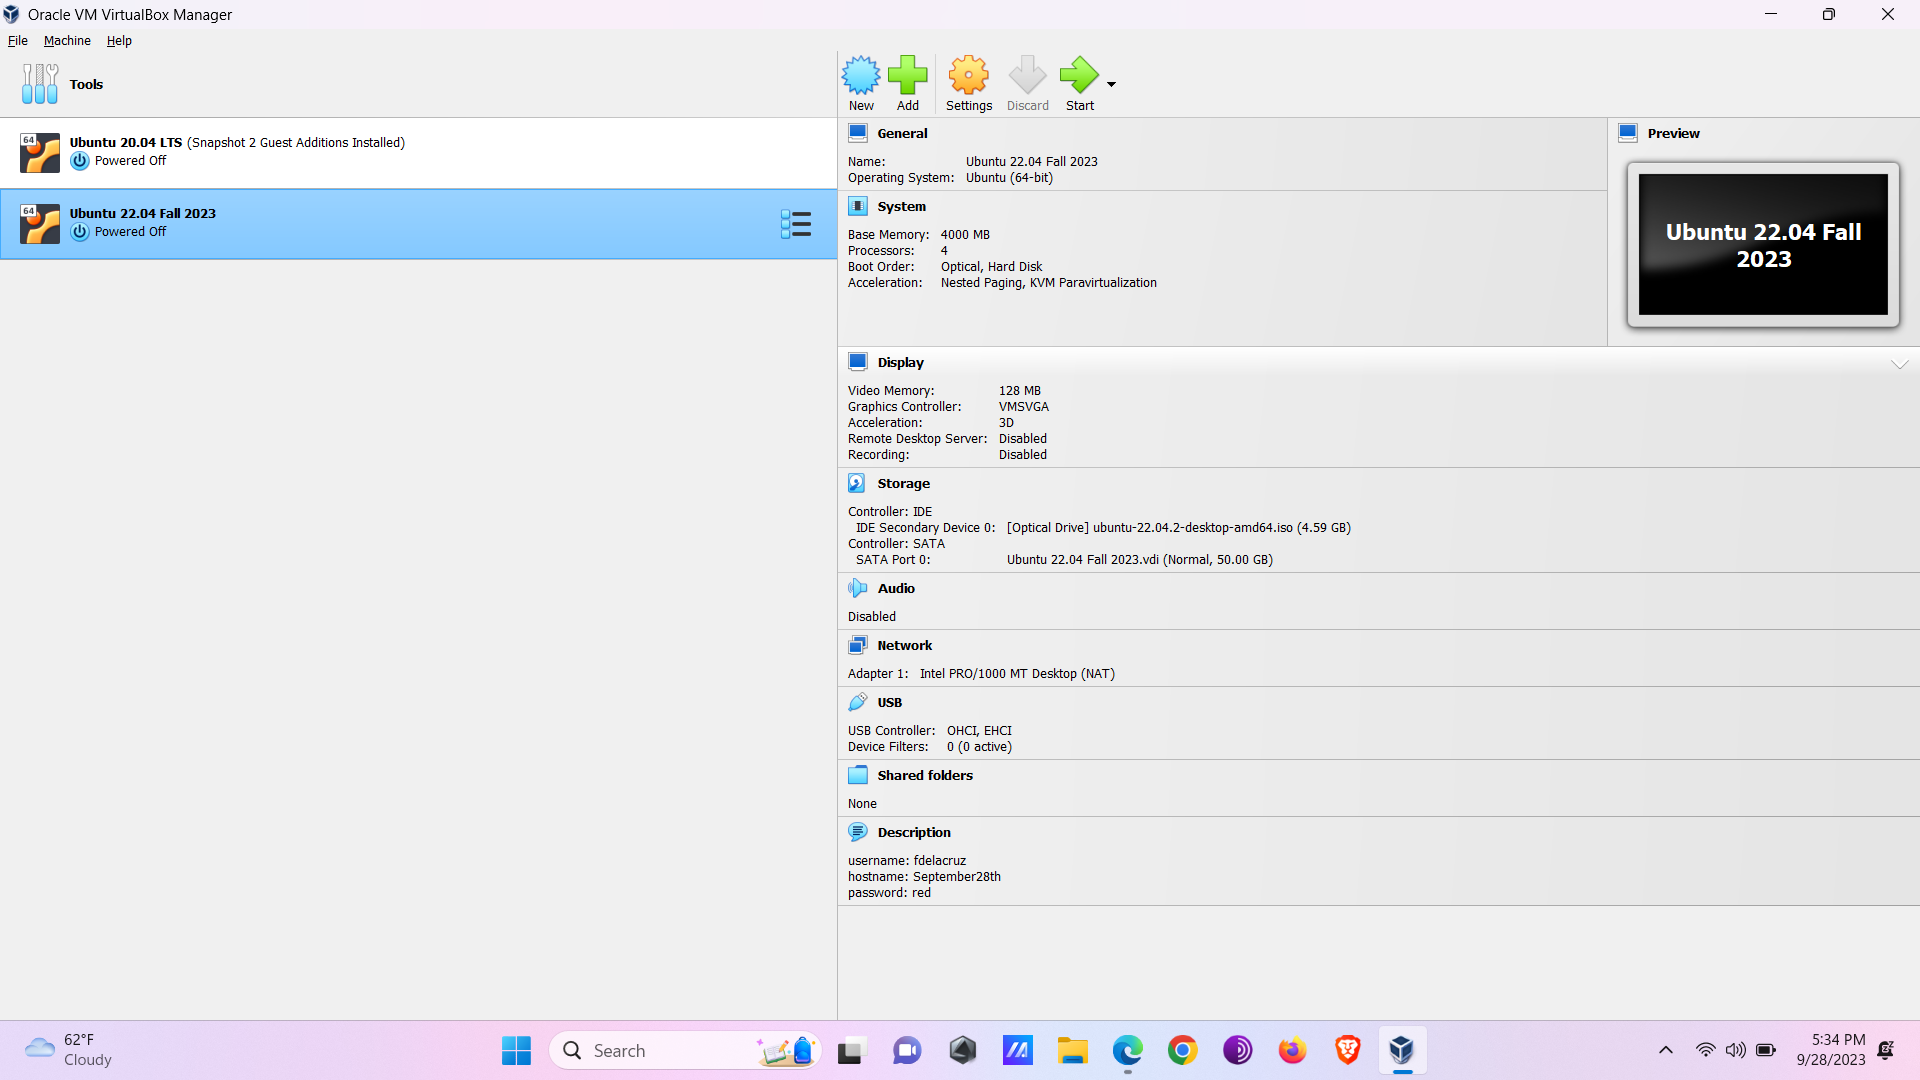 Oracle VM VirtualBox Manager
File Machine Help
Tools
New Add Settings Discard Start
64
Ubuntu 20.04 LTS (Snapshot 2 Guest Additions Installed)
Powered Off
64
Ubuntu 22.04 Fall 2023
Powered Off
General
Name: Ubuntu 22.04 Fall 2023
Operating System: Ubuntu (64-bit)
Preview
Ubuntu 22.04 Fall
2023
System
Base Memory: 4000 MB
Processors: 4
Boot Order: Optical, Hard Disk
Acceleration: Nested Paging, KVM Paravirtualization
Display
Video Memory: 128 MB
Graphics Controller: VMSVGA
Acceleration: 3D
Remote Desktop Server: Disabled
Recording: Disabled
Storage
Controller: IDE
IDE Secondary Device 0: [Optical Drive] ubuntu-22.04.2-desktop-amd64.iso (4.59 GB)
Controller: SATA
SATA Port 0: Ubuntu 22.04 Fall 2023.vdi (Normal, 50.00 GB)
Audio
Disabled
Network
Adapter 1: Intel PRO/1000 MT Desktop (NAT)
USB
USB Controller: OHCI, EHCI
Device Filters: 0 (0 active)
Shared folders
None
Description
username: fdelacruz
hostname: September28th
password: red
62°F
Cloudy
Search
5:34 PM
9/28/2023